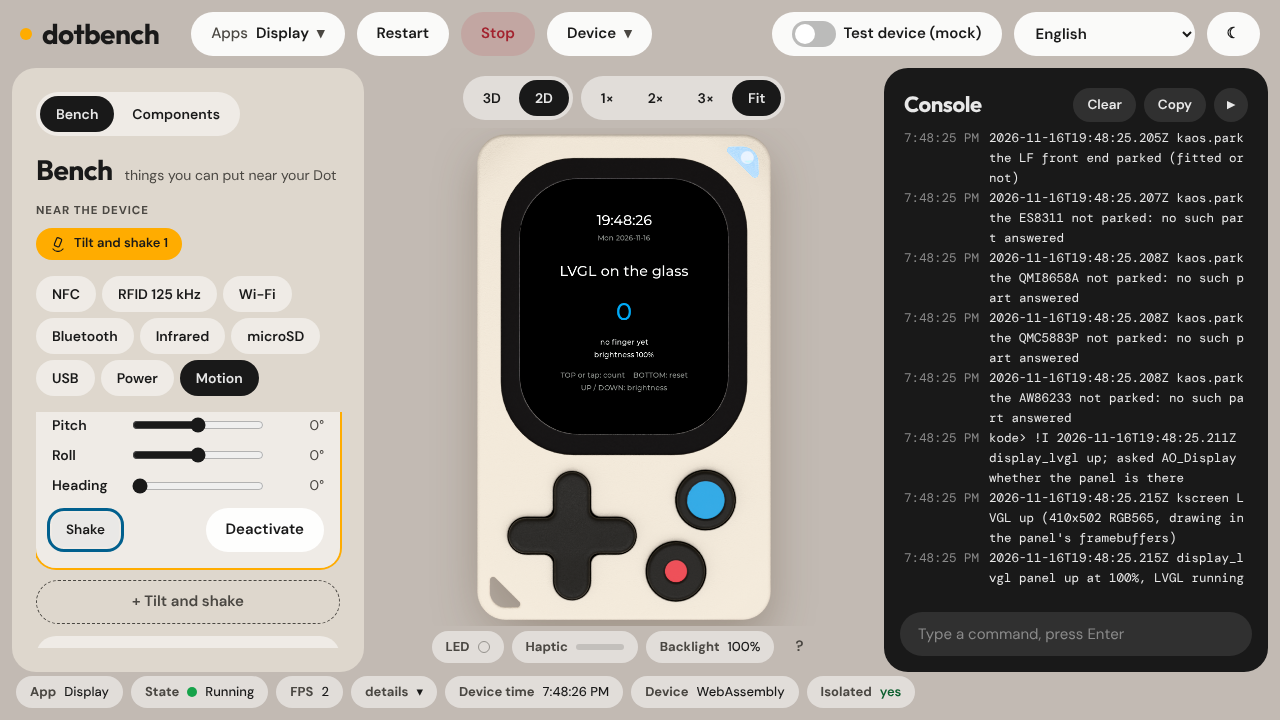 dotbench
Apps Display ▾
Restart
Stop
Device ▾
Test device (mock)
English
Bench
Components
Bench things you can put near your Dot
NEAR THE DEVICE
Tilt and shake 1
NFC
RFID 125 kHz
Wi-Fi
Bluetooth
Infrared
microSD
USB
Power
Motion
Pitch 0°
Roll 0°
Heading 0°
Shake
Deactivate
+ Tilt and shake
3D
2D
1×
2×
3×
Fit
19:48:26
Mon 2026-11-16
LVGL on the glass
0
no finger yet
brightness 100%
TOP or tap: count BOTTOM: reset
UP / DOWN: brightness
LED
Haptic
Backlight 100%
?
Console
Clear
Copy
7:48:25 PM 2026-11-16T19:48:25.205Z kaos.park
the LF front end parked (fitted or
not)
7:48:25 PM 2026-11-16T19:48:25.207Z kaos.park
the ES8311 not parked: no such par
t answered
7:48:25 PM 2026-11-16T19:48:25.208Z kaos.park
the QMI8658A not parked: no such p
art answered
7:48:25 PM 2026-11-16T19:48:25.208Z kaos.park
the QMC5883P not parked: no such p
art answered
7:48:25 PM 2026-11-16T19:48:25.208Z kaos.park
the AW86233 not parked: no such pa
rt answered
7:48:25 PM kode> !I 2026-11-16T19:48:25.211Z
display_lvgl up; asked AO_Display
whether the panel is there
7:48:25 PM 2026-11-16T19:48:25.215Z kscreen L
VGL up (410x502 RGB565, drawing in
the panel's framebuffers)
7:48:25 PM 2026-11-16T19:48:25.215Z display_l
vgl panel up at 100%, LVGL running
Type a command, press Enter
App Display
State Running
FPS 2
details ▾
Device time 7:48:26 PM
Device WebAssembly
Isolated yes